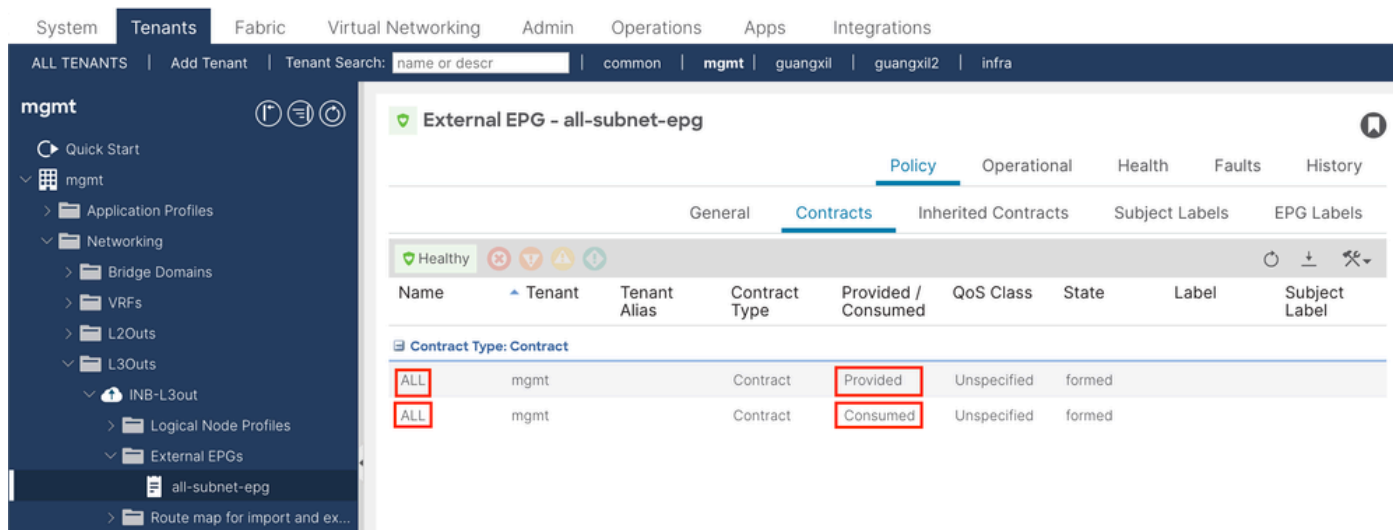 System Tenants Fabric Virtual Networking Admin Operations Apps Integrations
ALL TENANTS | Add Tenant | Tenant Search: name or descr | common | mgmt | guangxil | guangxil2 | infra
mgmt
Quick Start
mgmt
Application Profiles
Networking
Bridge Domains
VRFs
L2Outs
L3Outs
INB-L3out
Logical Node Profiles
External EPGs
all-subnet-epg
Route map for import and ex...
External EPG - all-subnet-epg
Policy Operational Health Faults History
General Contracts Inherited Contracts Subject Labels EPG Labels
Healthy
Name Tenant Tenant Alias Contract Type Provided / Consumed QoS Class State Label Subject Label
Contract Type: Contract
ALL mgmt Contract Provided Unspecified formed
ALL mgmt Contract Consumed Unspecified formed